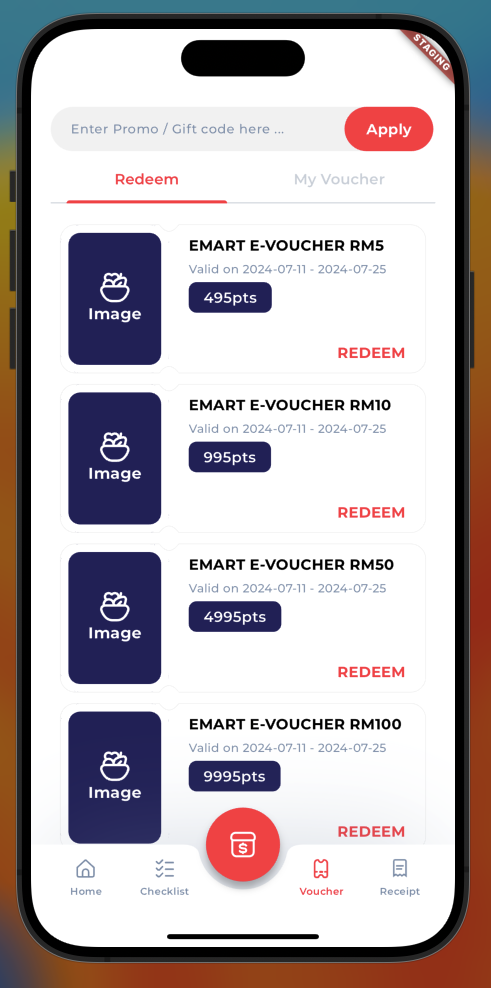 STAGING
Enter Promo / Gift code here ...
Apply
Redeem
My Voucher
EMART E-VOUCHER RM5
Valid on 2024-07-11 - 2024-07-25
495pts
Image
REDEEM
EMART E-VOUCHER RM10
Valid on 2024-07-11 - 2024-07-25
995pts
Image
REDEEM
EMART E-VOUCHER RM50
Valid on 2024-07-11 - 2024-07-25
4995pts
Image
REDEEM
EMART E-VOUCHER RM100
Valid on 2024-07-11 - 2024-07-25
9995pts
Image
REDEEM
$
Home
Checklist
Voucher
Receipt